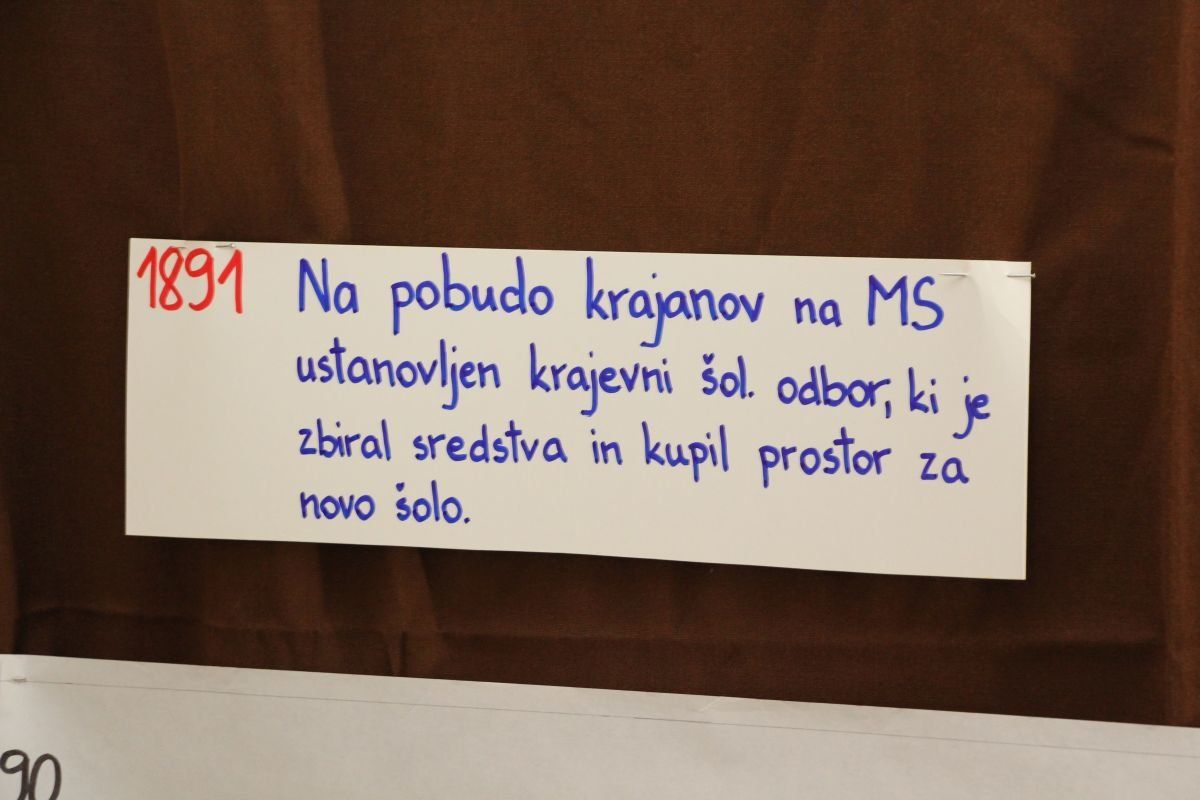 1891 Na pobudo krajanov na MS
ustanovljen krajevni šol. odbor, ki je
zbiral sredstva in kupil prostor za
novo šolo.
90